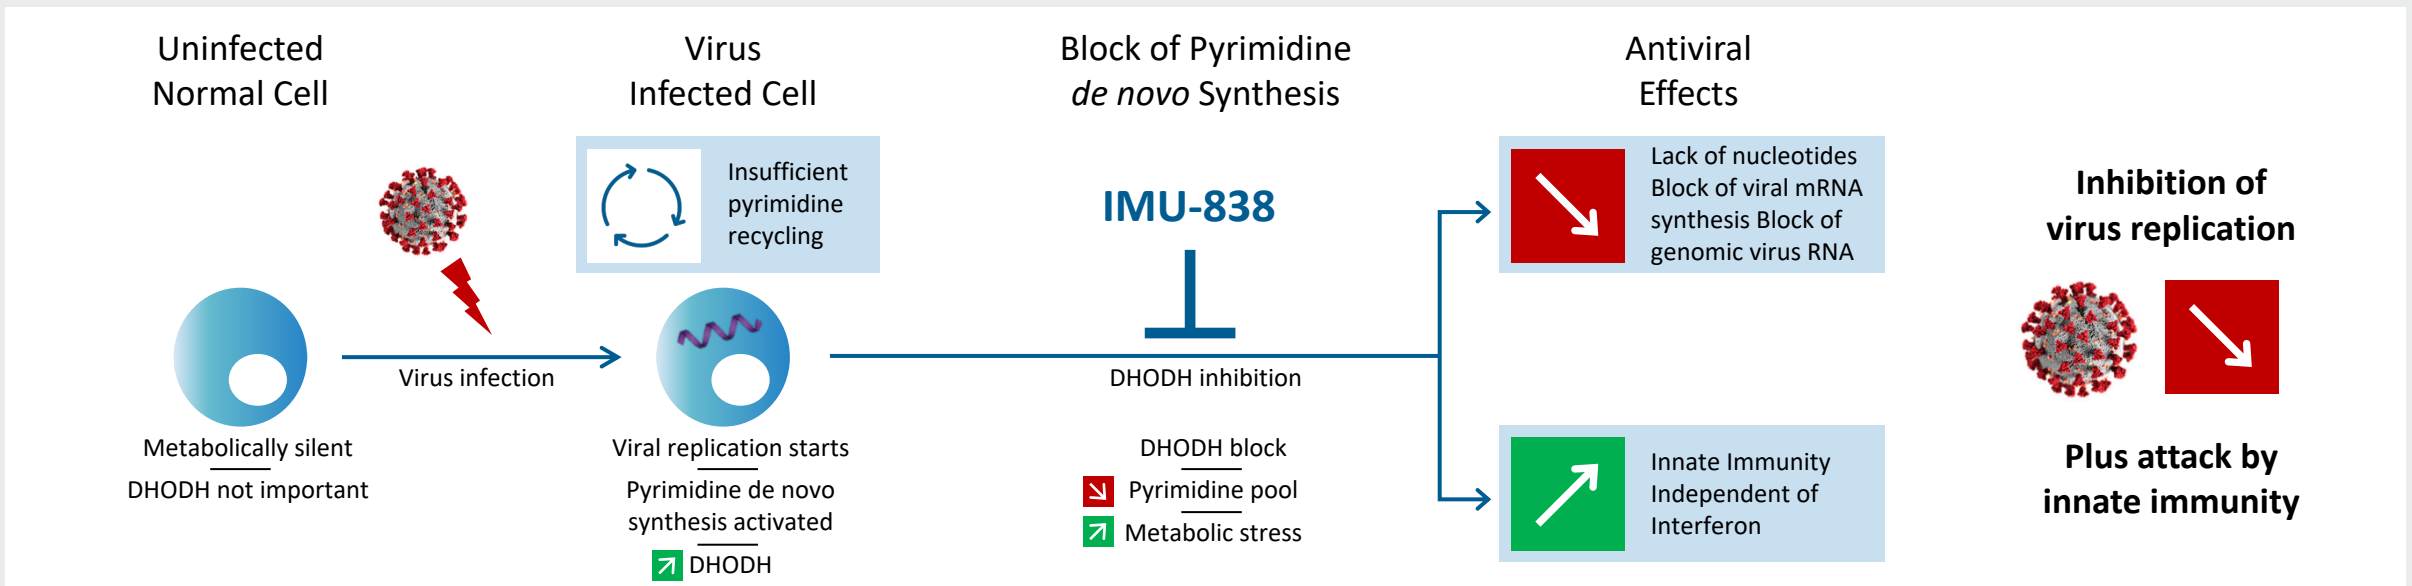 Uninfected
Normal Cell
Virus
Infected Cell
Block of Pyrimidine
de novo Synthesis
Antiviral
Effects
Insufficient
pyrimidine
recycling
IMU-838
Lack of nucleotides
Block of viral mRNA
synthesis Block of
genomic virus RNA
Inhibition of
virus replication
Virus infection
DHODH inhibition
Metabolically silent
DHODH not important
Viral replication starts
Pyrimidine de novo
synthesis activated
DHODH
DHODH block
Pyrimidine pool
Metabolic stress
Innate Immunity
Independent of
Interferon
Plus attack by
innate immunity